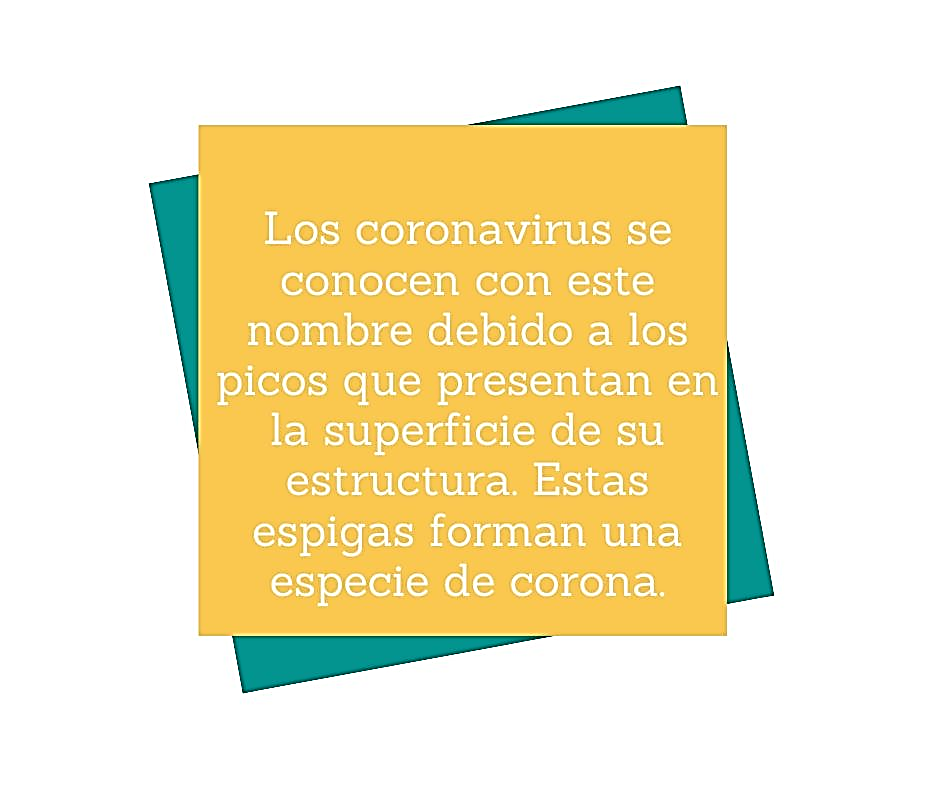 Los coronavirus se
conocen con este
nombre debido a los
picos que presentan en
la superficie de su
estructura. Estas
espigas forman una
especie de corona.